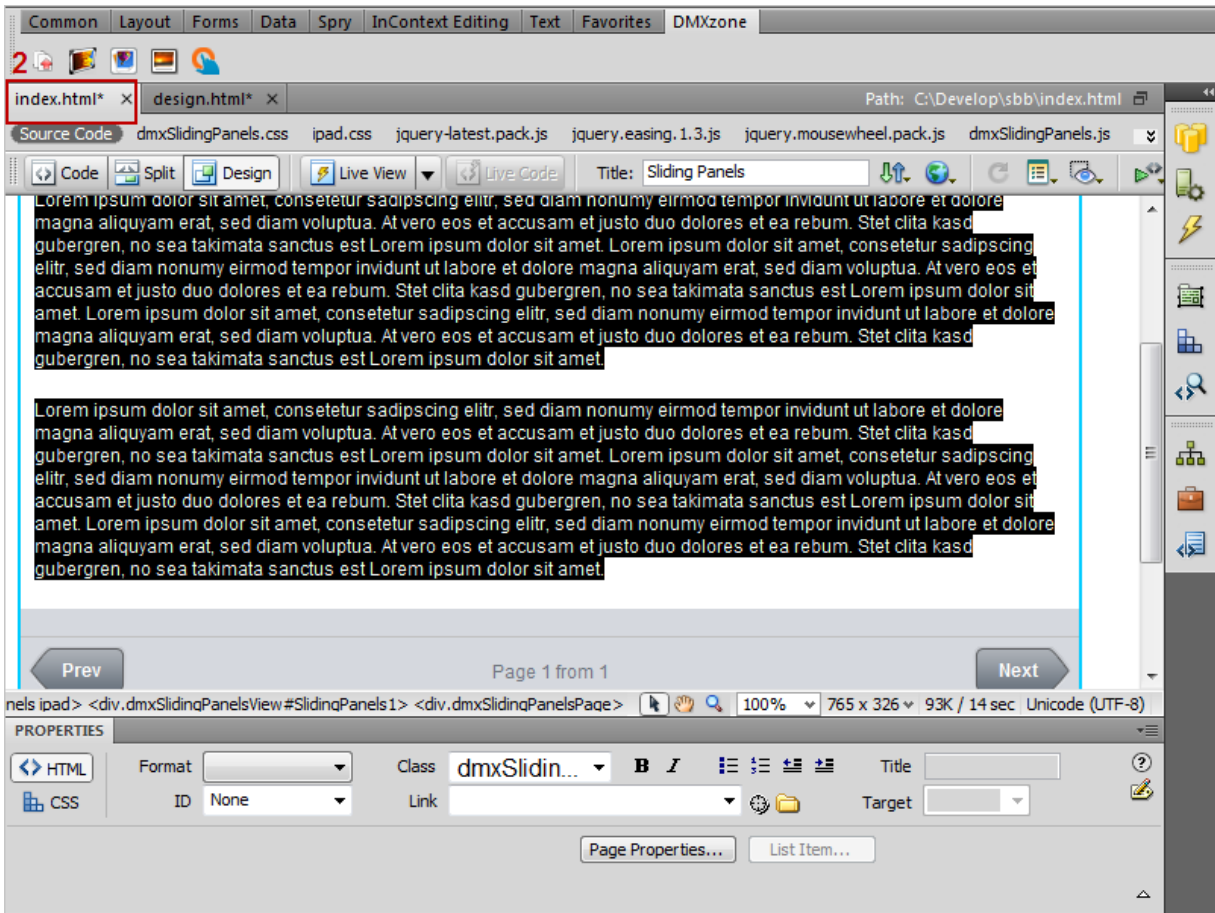 Common Layout Forms Data Spry InContext Editing Text Favorites DMXzone
2
index.html* × design.html* × Path: C:\Develop\sbb\index.html
Source Code dmxSlidingPanels.css ipad.css jquery-latest.pack.js jquery.easing.1.3.js jquery.mousewheel.pack.js dmxSlidingPanels.js
Code Split Design Live View Live Code Title: Sliding Panels
Lorem ipsum dolor sit amet, consetetur sadipscing elitr, sed diam nonumy eirmod tempor invidunt ut labore et dolore
magna aliquyam erat, sed diam voluptua. At vero eos et accusam et justo duo dolores et ea rebum. Stet clita kasd
gubergren, no sea takimata sanctus est Lorem ipsum dolor sit amet. Lorem ipsum dolor sit amet, consetetur sadipscing
elitr, sed diam nonumy eirmod tempor invidunt ut labore et dolore magna aliquyam erat, sed diam voluptua. At vero eos et
accusam et justo duo dolores et ea rebum. Stet clita kasd gubergren, no sea takimata sanctus est Lorem ipsum dolor sit
amet. Lorem ipsum dolor sit amet, consetetur sadipscing elitr, sed diam nonumy eirmod tempor invidunt ut labore et dolore
magna aliquyam erat, sed diam voluptua. At vero eos et accusam et justo duo dolores et ea rebum. Stet clita kasd
gubergren, no sea takimata sanctus est Lorem ipsum dolor sit amet.
Lorem ipsum dolor sit amet, consetetur sadipscing elitr, sed diam nonumy eirmod tempor invidunt ut labore et dolore
magna aliquyam erat, sed diam voluptua. At vero eos et accusam et justo duo dolores et ea rebum. Stet clita kasd
gubergren, no sea takimata sanctus est Lorem ipsum dolor sit amet. Lorem ipsum dolor sit amet, consetetur sadipscing
elitr, sed diam nonumy eirmod tempor invidunt ut labore et dolore magna aliquyam erat, sed diam voluptua. At vero eos et
accusam et justo duo dolores et ea rebum. Stet clita kasd gubergren, no sea takimata sanctus est Lorem ipsum dolor sit
amet. Lorem ipsum dolor sit amet, consetetur sadipscing elitr, sed diam nonumy eirmod tempor invidunt ut labore et dolore
magna aliquyam erat, sed diam voluptua. At vero eos et accusam et justo duo dolores et ea rebum. Stet clita kasd
gubergren, no sea takimata sanctus est Lorem ipsum dolor sit amet.
Prev Page 1 from 1 Next
nels ipad> <div.dmxSlidingPanelsView#SlidingPanels1> <div.dmxSlidingPanelsPage> 100% 765 x 326 93K / 14 sec Unicode (UTF-8)
PROPERTIES
<> HTML Format Class dmxSlidin... B I Title
CSS ID None Link Target
Page Properties... List Item...